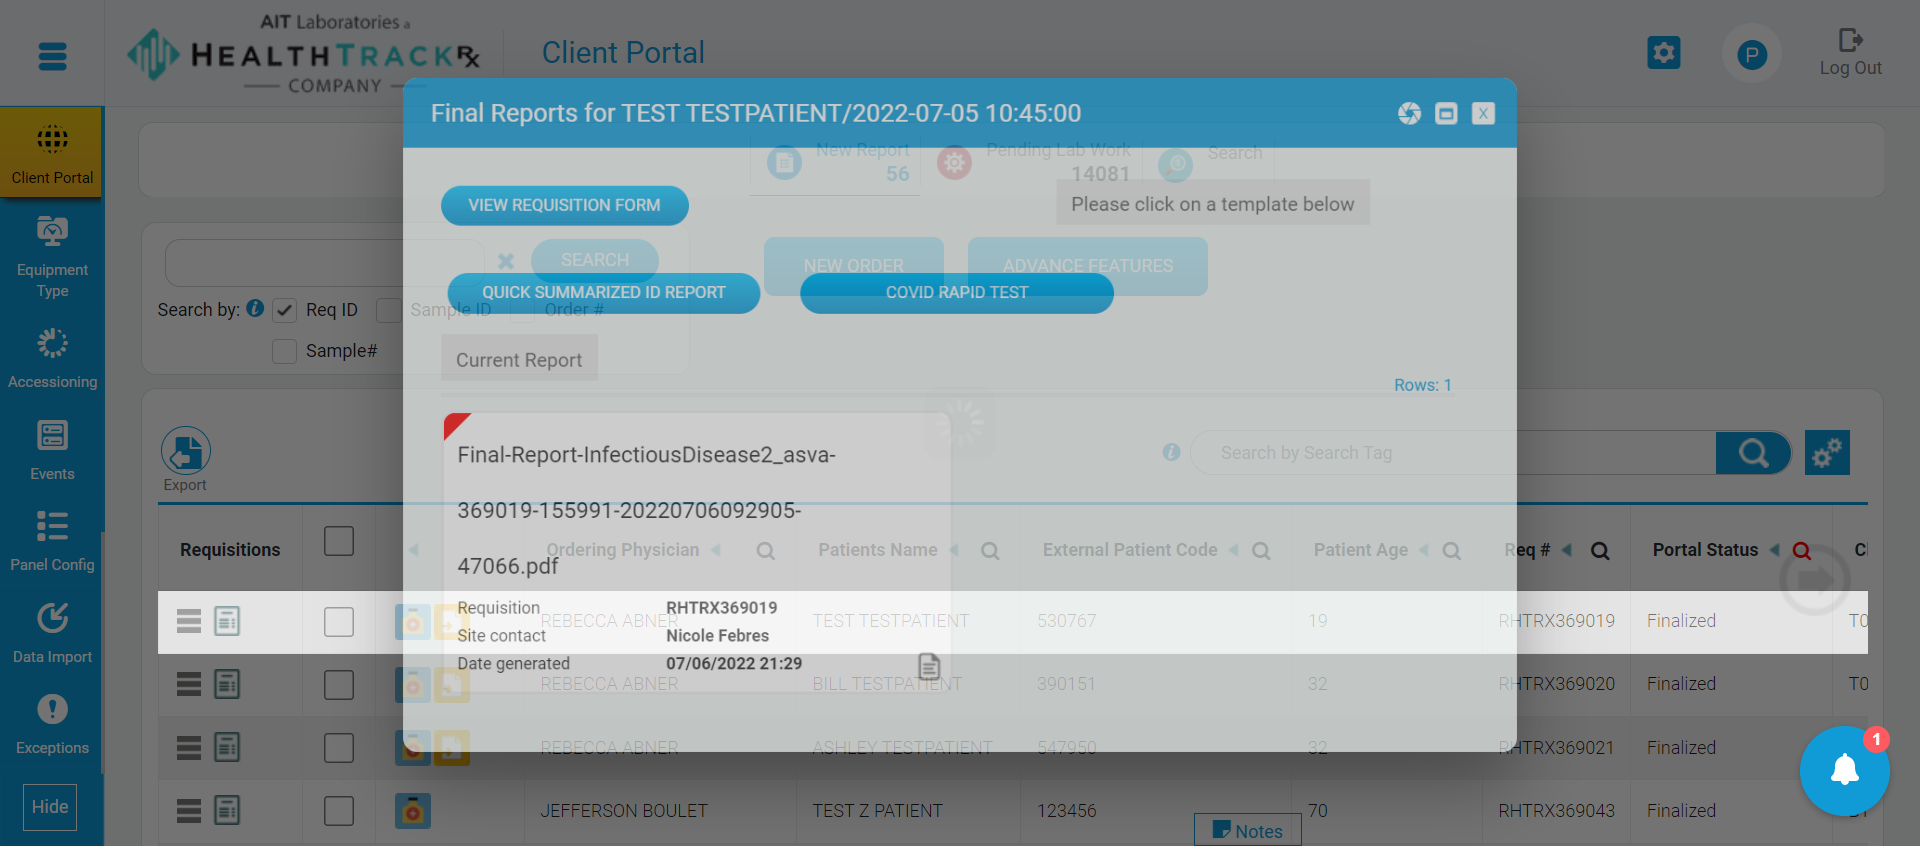 AIT Laboratories a
HEALTHTRACKRX
COMPANY
Client Portal
P
Log Out
Client Portal
Equipment
Type
Accessioning
Events
Panel Config
Data Import
Exceptions
Hide
Final Reports for TEST TESTPATIENT/2022-07-05 10:45:00
X
New Report
56
Pending Lab Work
14081
Search
VIEW REQUISITION FORM
Please click on a template below
SEARCH
NEW ORDER
ADVANCE FEATURES
QUICK SUMMARIZED ID REPORT
COVID RAPID TEST
Search by:
Req ID
Sample ID
Order #
Sample#
Current Report
Rows: 1
Export
Search by Search Tag
Final-Report-InfectiousDisease2_asva-
369019-155991-20220706092905-
47066.pdf
Requisition RHTRX369019
Site contact Nicole Febres
Date generated 07/06/2022 21:29
Requisitions Ordering Physician Patients Name External Patient Code Patient Age Req # Portal Status Cl
REBECCA ABNER TEST TESTPATIENT 530767 19 RHTRX369019 Finalized T0
REBECCA ABNER BILL TESTPATIENT 390151 32 RHTRX369020 Finalized T0
REBECCA ABNER ASHLEY TESTPATIENT 547950 32 RHTRX369021 Finalized
JEFFERSON BOULET TEST Z PATIENT 123456 70 RHTRX369043 Finalized
Notes
1